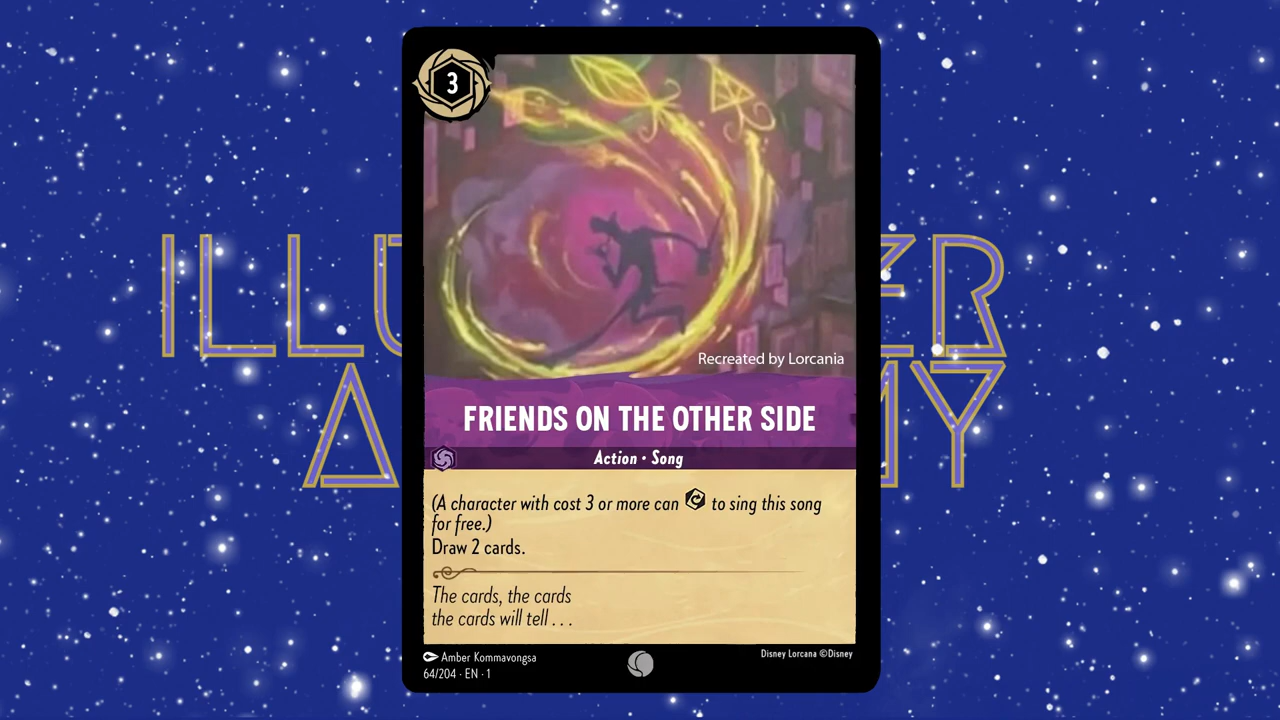 3
Recreated by Lorcania
FRIENDS ON THE OTHER SIDE
Action • Song
(A character with cost 3 or more can to sing this song
for free.)
Draw 2 cards.
The cards, the cards
the cards will tell . . .
Amber Kommavongsa
Disney Lorcana ©Disney
64/204 • EN • 1